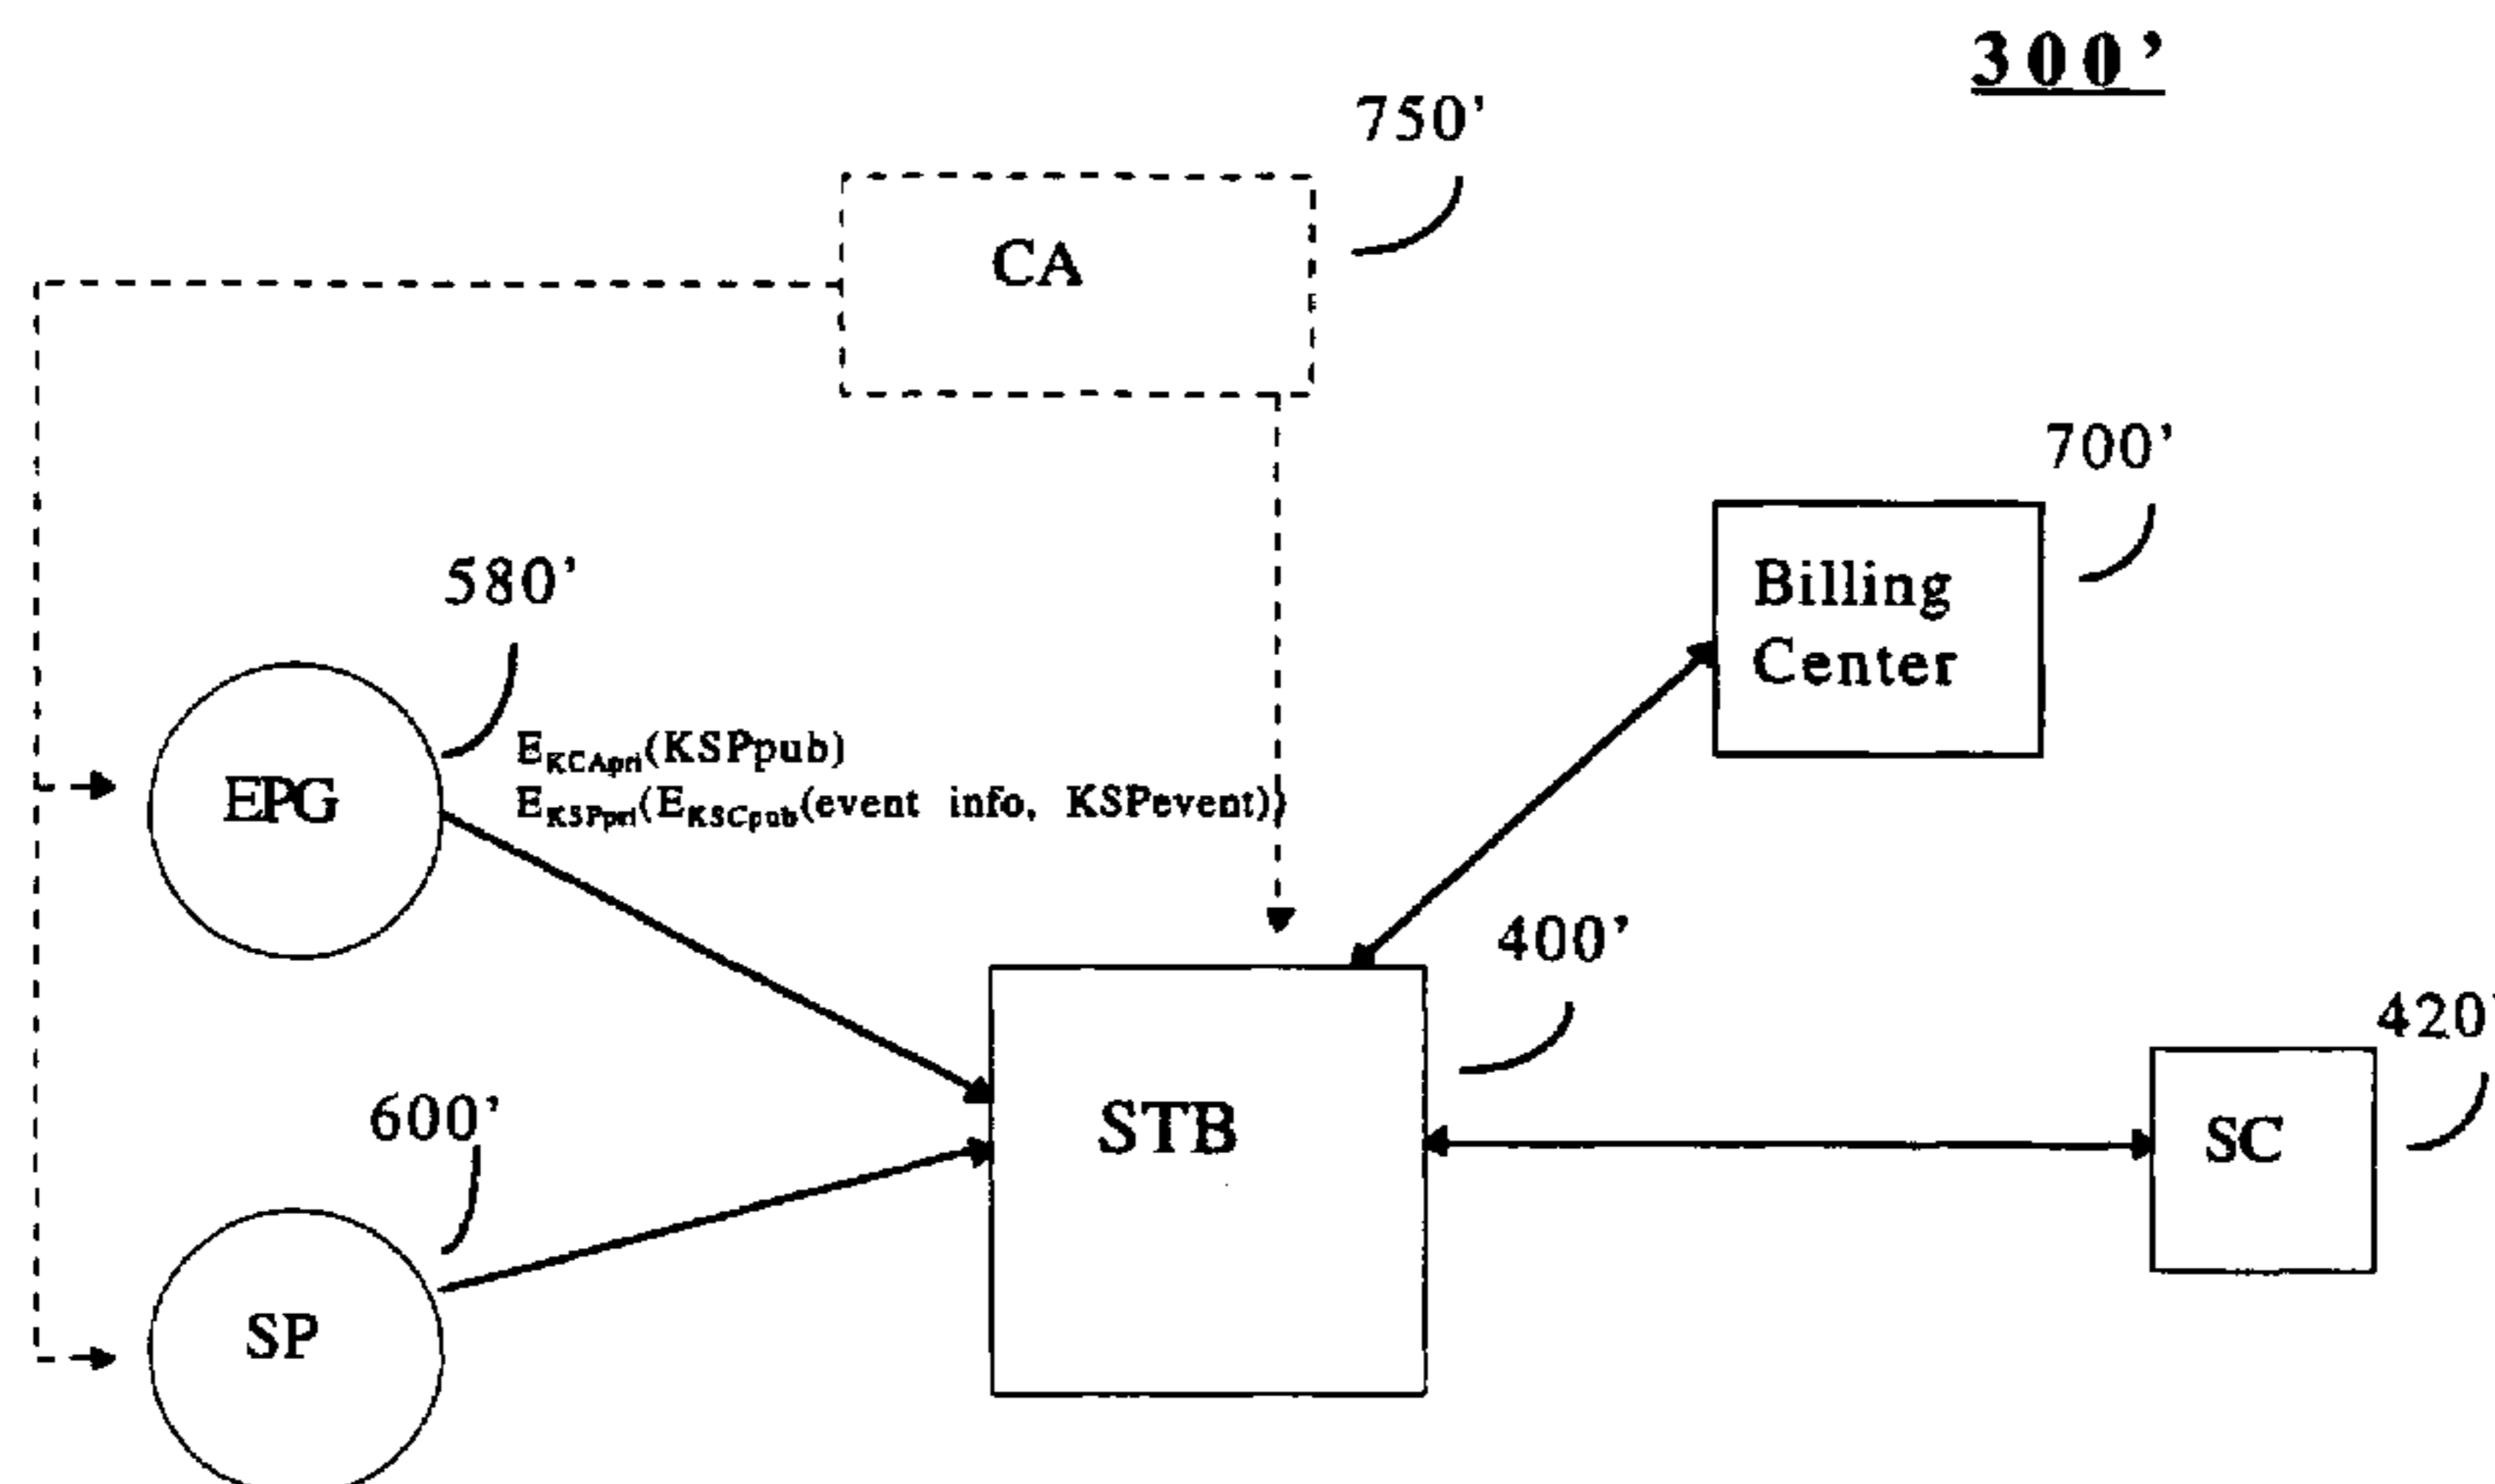 300’
750’
CA
700’
Billing
Center
580’
EKCApri(KSPpub)
EKSPpri(EKSCpub(event info, KSPevent))
EPG
400’
420’
STB
SC
600’
SP